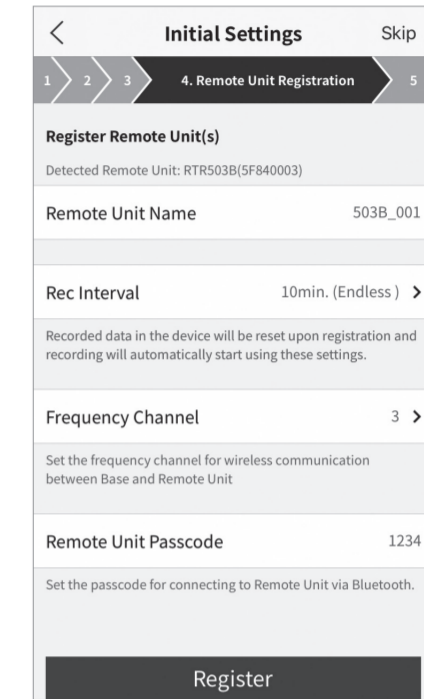 Initial Settings Skip
1 2 3 4. Remote Unit Registration 5
Register Remote Unit(s)
Detected Remote Unit: RTR503B(5F840003)
Remote Unit Name 503B_001
Rec Interval 10min. (Endless )
Recorded data in the device will be reset upon registration and
recording will automatically start using these settings.
Frequency Channel 3
Set the frequency channel for wireless communication
between Base and Remote Unit
Remote Unit Passcode 1234
Set the passcode for connecting to Remote Unit via Bluetooth.
Register